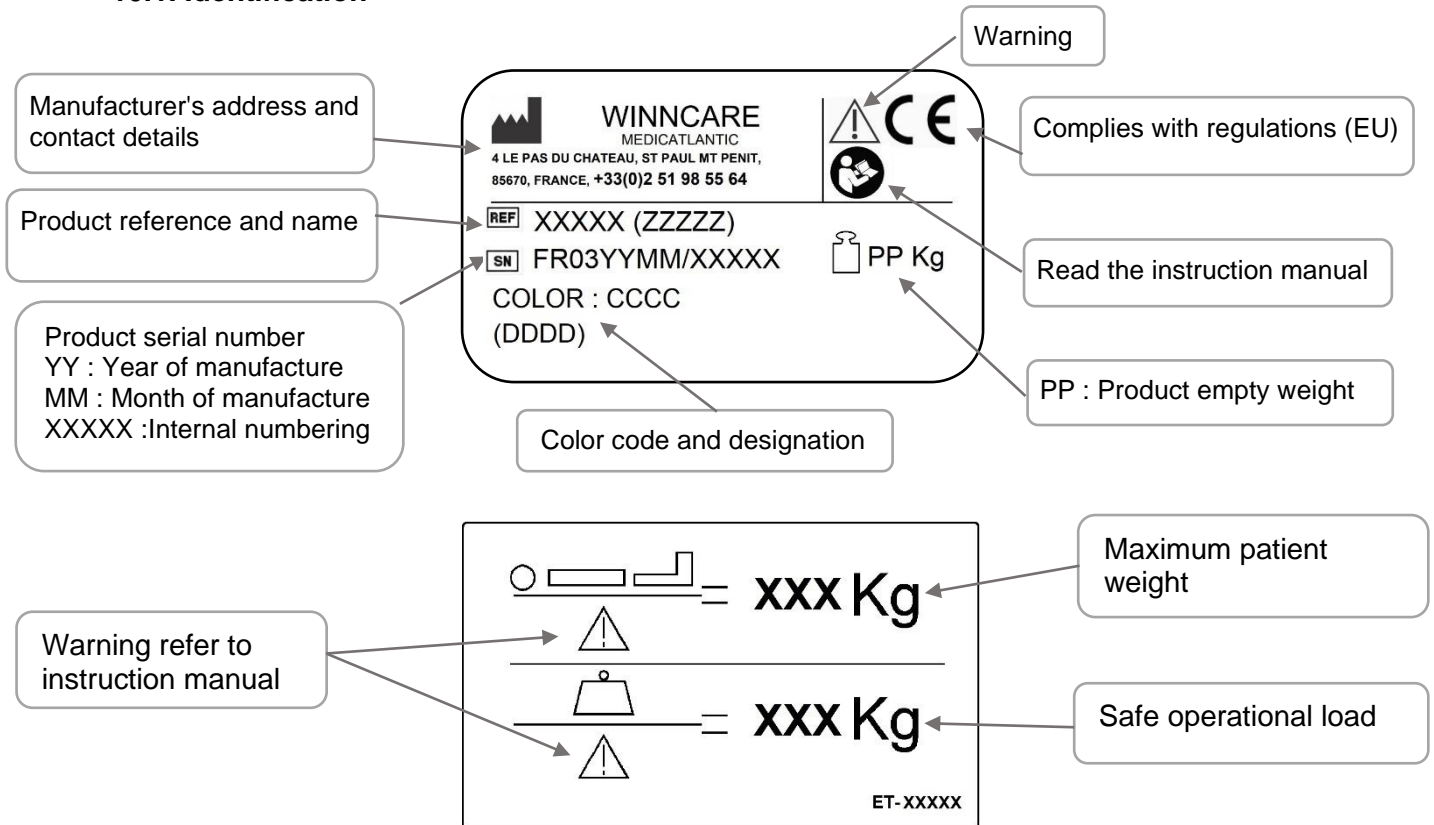 Warning
Manufacturer's address and
contact details
WINNCARE
MEDICATLANTIC
4 LE PAS DU CHATEAU, ST PAUL MT PENIT,
85670, FRANCE, +33(0)2 51 98 55 64
CE
Complies with regulations (EU)
Product reference and name
REF XXXXX (ZZZZZ)
SN FR03YYMM/XXXXX
PP Kg
COLOR : CCCC
(DDDD)
Read the instruction manual
Product serial number
YY : Year of manufacture
MM : Month of manufacture
XXXXX :Internal numbering
PP : Product empty weight
Color code and designation
= XXX Kg
Maximum patient
weight
Warning refer to
instruction manual
= XXX Kg
Safe operational load
ET-XXXXX